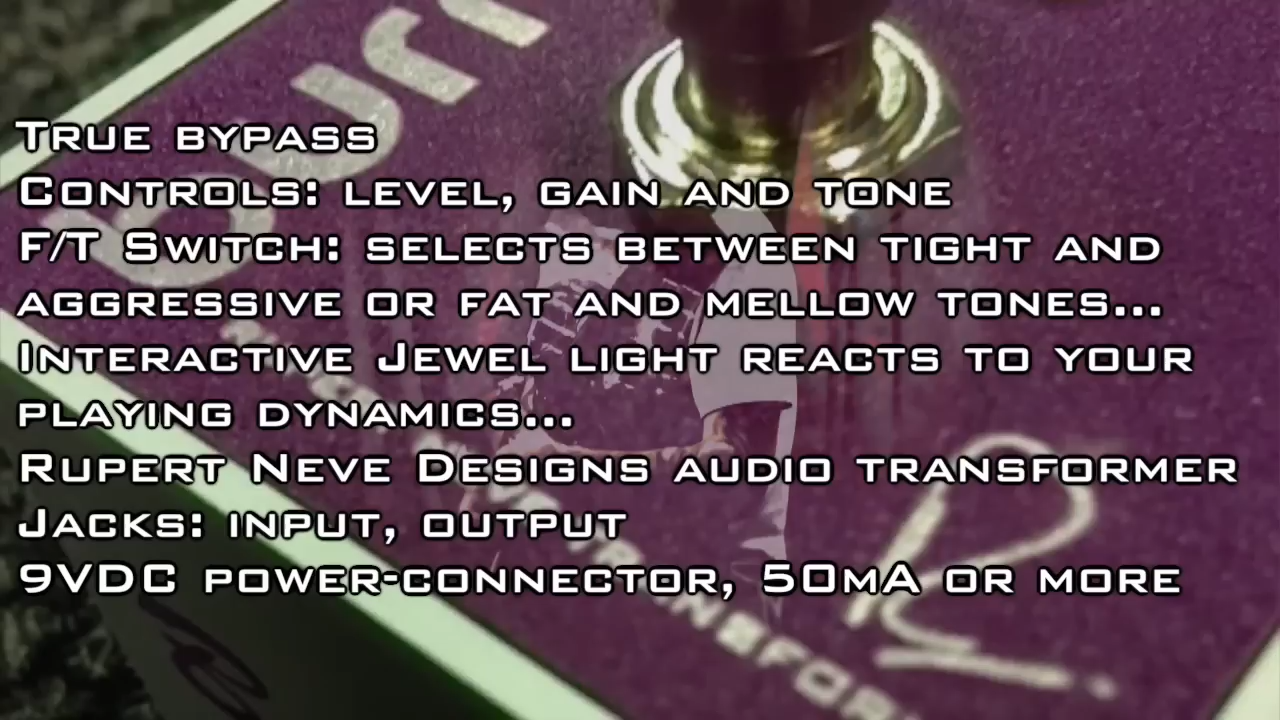 True bypass
Controls: level, gain and tone
F/T Switch: selects between tight and
aggressive or fat and mellow tones...
Interactive Jewel light reacts to your
playing dynamics...
Rupert Neve Designs audio transformer
Jacks: input, output
9VDC power-connector, 50mA or more